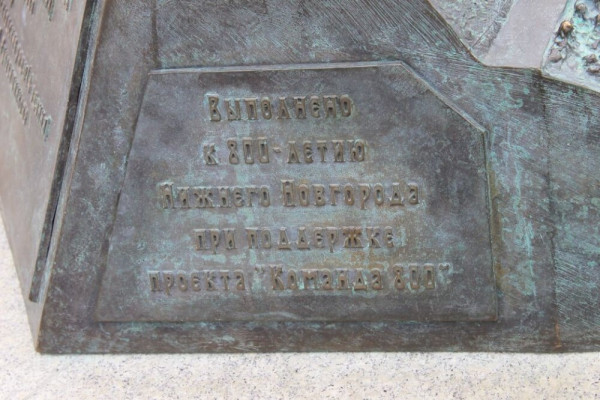 Выполнено
к 800-летию
Нижнего Новгорода
при поддержке
проекта "Команда 800"